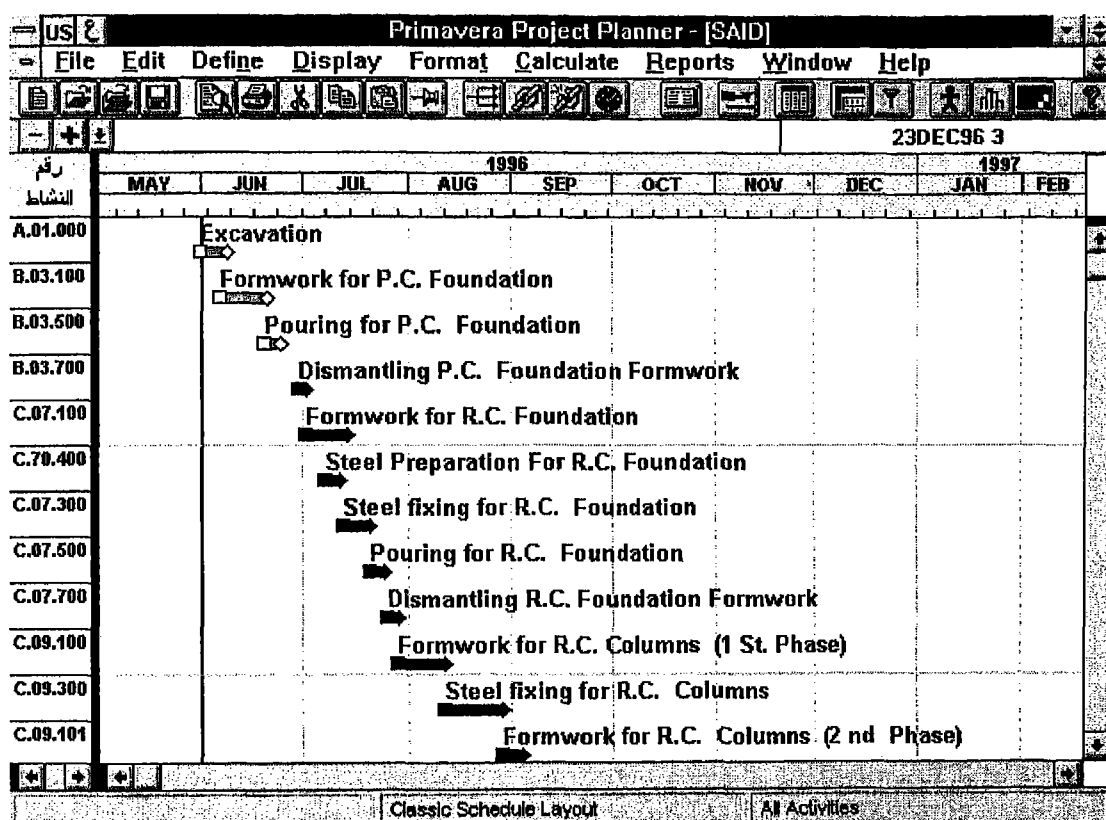 US ع Primavera Project Planner - [SAID]
File Edit Define Display Format Calculate Reports Window Help
23DEC96 3
رقم
النشاط
1996 1997
MAY JUN JUL AUG SEP OCT NOV DEC JAN FEB
A.01.000 Excavation
B.03.100 Formwork for P.C. Foundation
B.03.500 Pouring for P.C. Foundation
B.03.700 Dismantling P.C. Foundation Formwork
C.07.100 Formwork for R.C. Foundation
C.70.400 Steel Preparation For R.C. Foundation
C.07.300 Steel fixing for R.C. Foundation
C.07.500 Pouring for R.C. Foundation
C.07.700 Dismantling R.C. Foundation Formwork
C.09.100 Formwork for R.C. Columns (1 St. Phase)
C.09.300 Steel fixing for R.C. Columns
C.09.101 Formwork for R.C. Columns (2 nd Phase)
Classic Schedule Layout All Activities